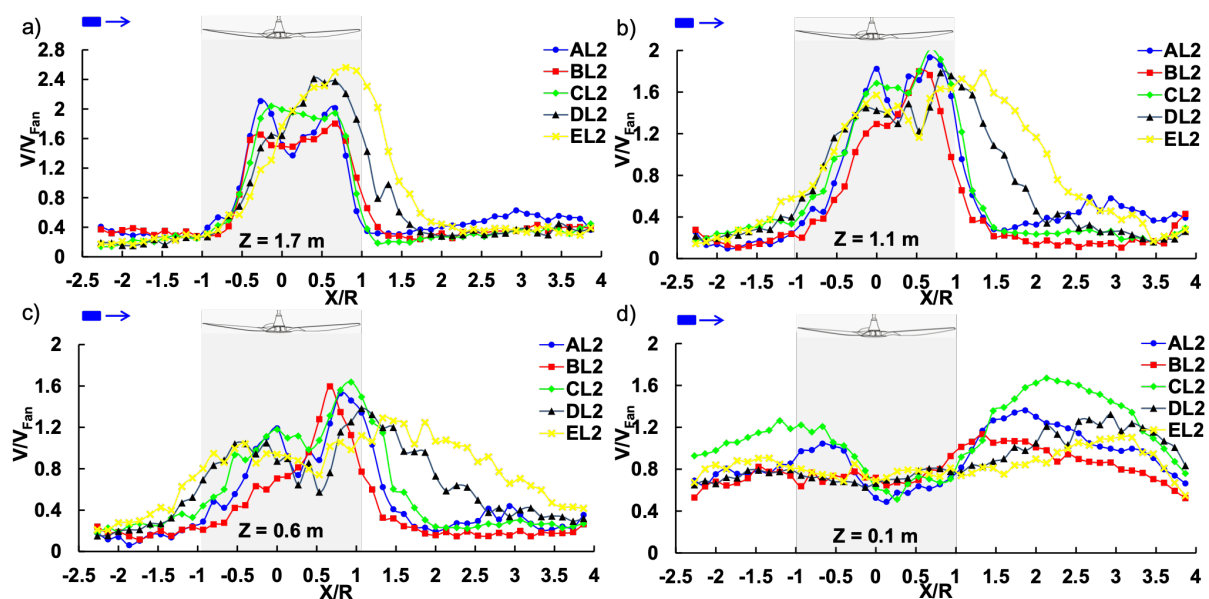 a)
2.8
2.4
2
1.6
1.2
0.8
0.4
0
V/VFan
-2.5 -2 -1.5 -1 -0.5 0 0.5 1 1.5 2 2.5 3 3.5 4
X/R
Z = 1.7 m
AL2
BL2
CL2
DL2
EL2
b)
2
1.6
1.2
0.8
0.4
0
V/VFan
-2.5 -2 -1.5 -1 -0.5 0 0.5 1 1.5 2 2.5 3 3.5 4
X/R
Z = 1.1 m
AL2
BL2
CL2
DL2
EL2
c)
2
1.6
1.2
0.8
0.4
0
V/VFan
-2.5 -2 -1.5 -1 -0.5 0 0.5 1 1.5 2 2.5 3 3.5 4
X/R
Z = 0.6 m
AL2
BL2
CL2
DL2
EL2
d)
2
1.6
1.2
0.8
0.4
0
V/VFan
-2.5 -2 -1.5 -1 -0.5 0 0.5 1 1.5 2 2.5 3 3.5 4
X/R
Z = 0.1 m
AL2
BL2
CL2
DL2
EL2